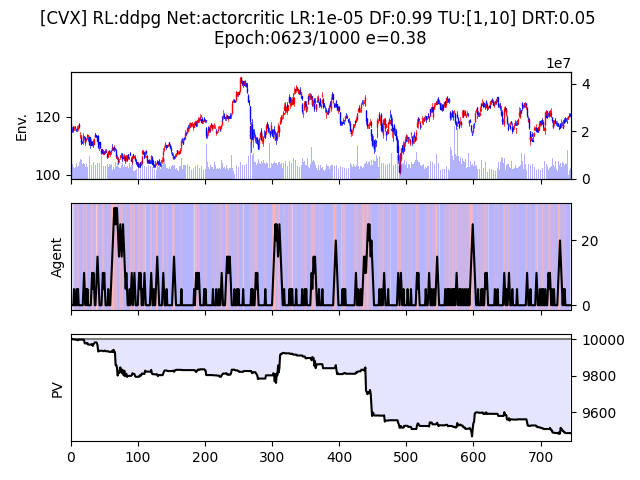 [CVX] RL:ddpg Net:actorcritic LR:1e-05 DF:0.99 TU:[1,10] DRT:0.05
Epoch:0623/1000 e=0.38
1e7
Env.
120
100
4
2
0
Agent
20
0
PV
10000
9800
9600
0 100 200 300 400 500 600 700